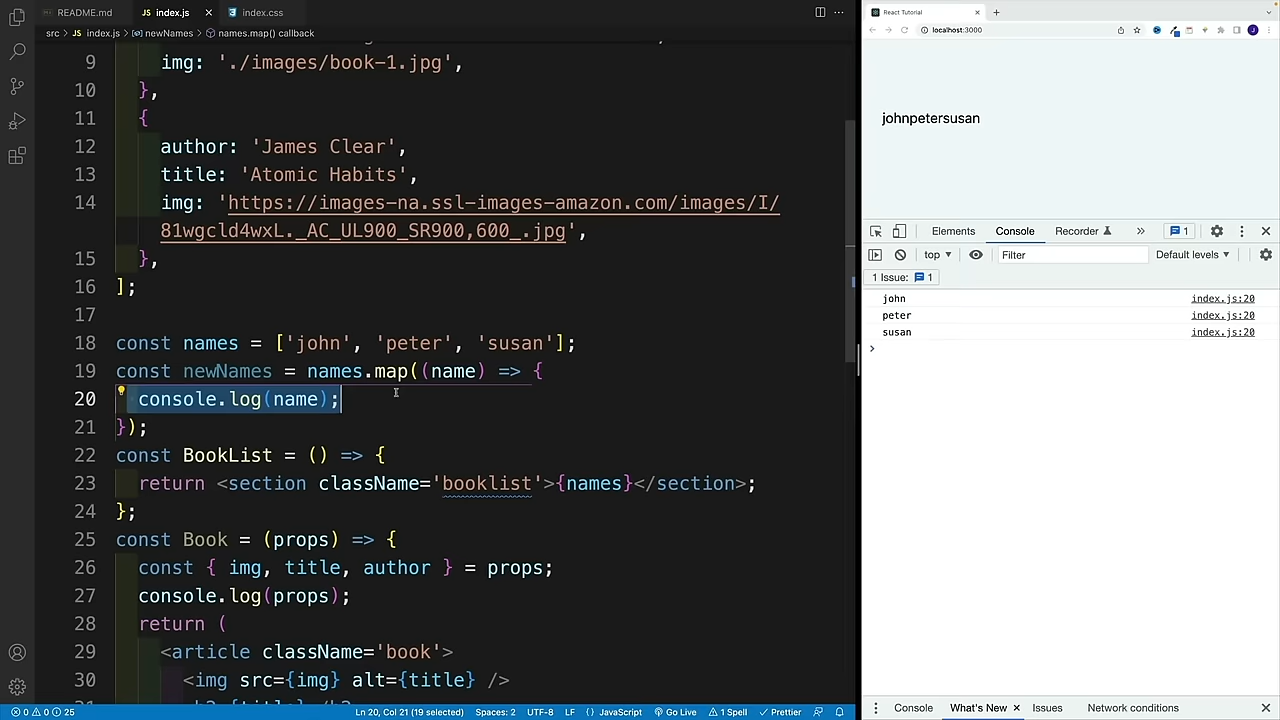 README.md
index.js
index.css
src > index.js > newNames > names.map() callback
9 img: './images/book-1.jpg',
10 },
11 {
12 author: 'James Clear',
13 title: 'Atomic Habits',
14 img: 'https://images-na.ssl-images-amazon.com/images/I/
81wgcld4wxL._AC_UL900_SR900,600_.jpg',
15 },
16 ];
17
18 const names = ['john', 'peter', 'susan'];
19 const newNames = names.map((name) => {
20 console.log(name);
21 });
22 const BookList = () => {
23 return <section className='booklist'>{names}</section>;
24 };
25 const Book = (props) => {
26 const { img, title, author } = props;
27 console.log(props);
28 return (
29 <article className='book'>
30 <img src={img} alt={title} />
0 0 25 Ln 20, Col 21 (19 selected) Spaces: 2 UTF-8 LF {} JavaScript Go Live 1 Spell Prettier
React Tutorial
localhost:3000
J
johnpetersusan
Elements Console Recorder 1
top Filter Default levels
1 Issue: 1
john index.js:20
peter index.js:20
susan index.js:20
Console What's New Issues Network conditions